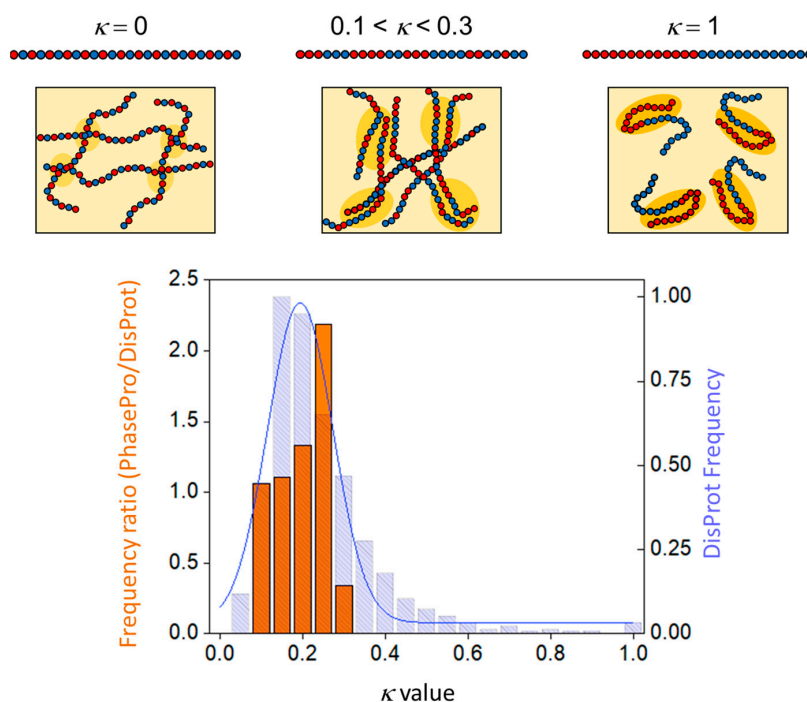 κ = 0
0.1 < κ < 0.3
κ = 1
Frequency ratio (PhasePro/DisProt)
2.5
2.0
1.5
1.0
0.5
0.0
1.00
0.75
0.50
0.25
0.00
DisProt Frequency
0.0 0.2 0.4 0.6 0.8 1.0
κ value